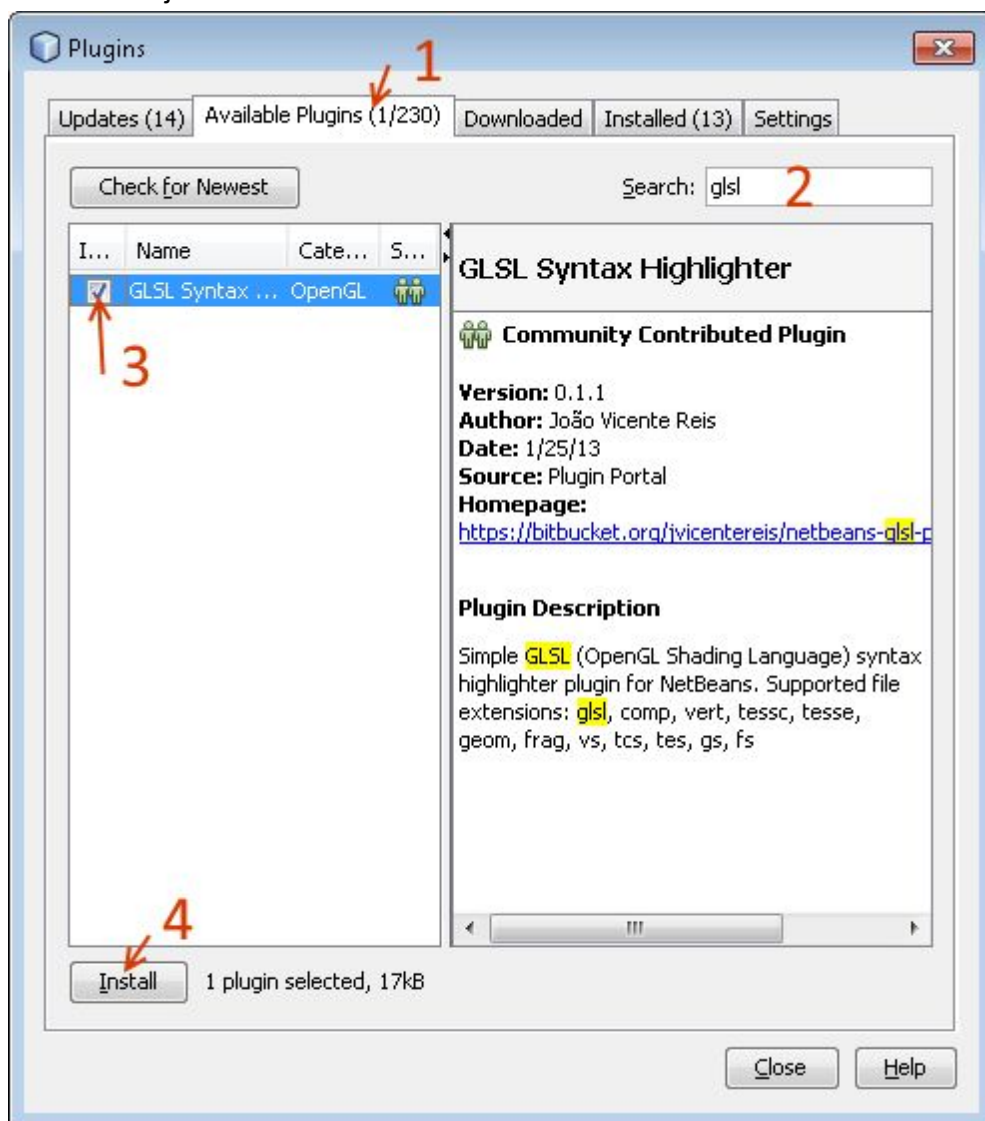 Plugins
1
Updates (14) Available Plugins (1/230) Downloaded Installed (13) Settings
Check for Newest
Search: glsl 2
I... Name Cate... S...
GLSL Syntax ... OpenGL
3
GLSL Syntax Highlighter
Community Contributed Plugin
Version: 0.1.1
Author: João Vicente Reis
Date: 1/25/13
Source: Plugin Portal
Homepage:
https://bitbucket.org/jvicentereis/netbeans-glsl-p
Plugin Description
Simple GLSL (OpenGL Shading Language) syntax
highlighter plugin for NetBeans. Supported file
extensions: glsl, comp, vert, tessc, tesse,
geom, frag, vs, tcs, tes, gs, fs
4
Install 1 plugin selected, 17kB
Close Help